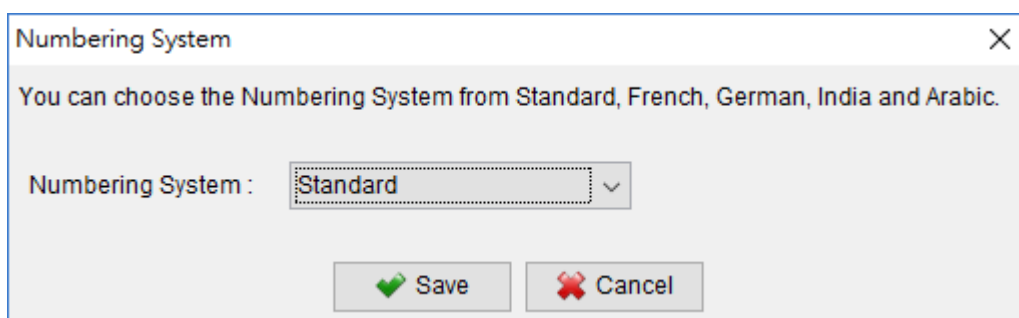 Numbering System
You can choose the Numbering System from Standard, French, German, India and Arabic.
Numbering System : Standard
Save Cancel